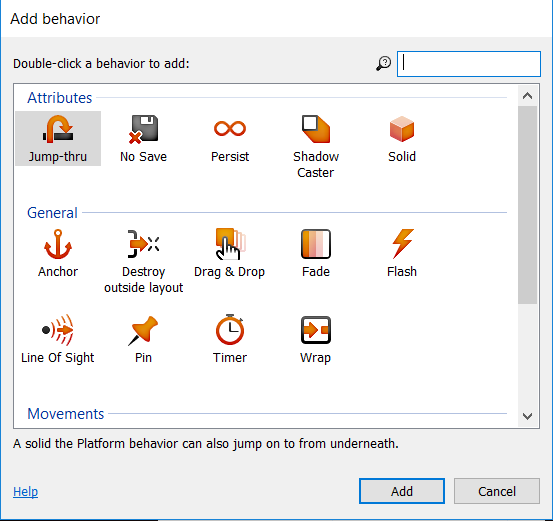 Add behavior
Double-click a behavior to add:
Attributes
Jump-thru No Save Persist Shadow Caster Solid
General
Anchor Destroy outside layout Drag & Drop Fade Flash
Line Of Sight Pin Timer Wrap
Movements
A solid the Platform behavior can also jump on to from underneath.
Help Add Cancel